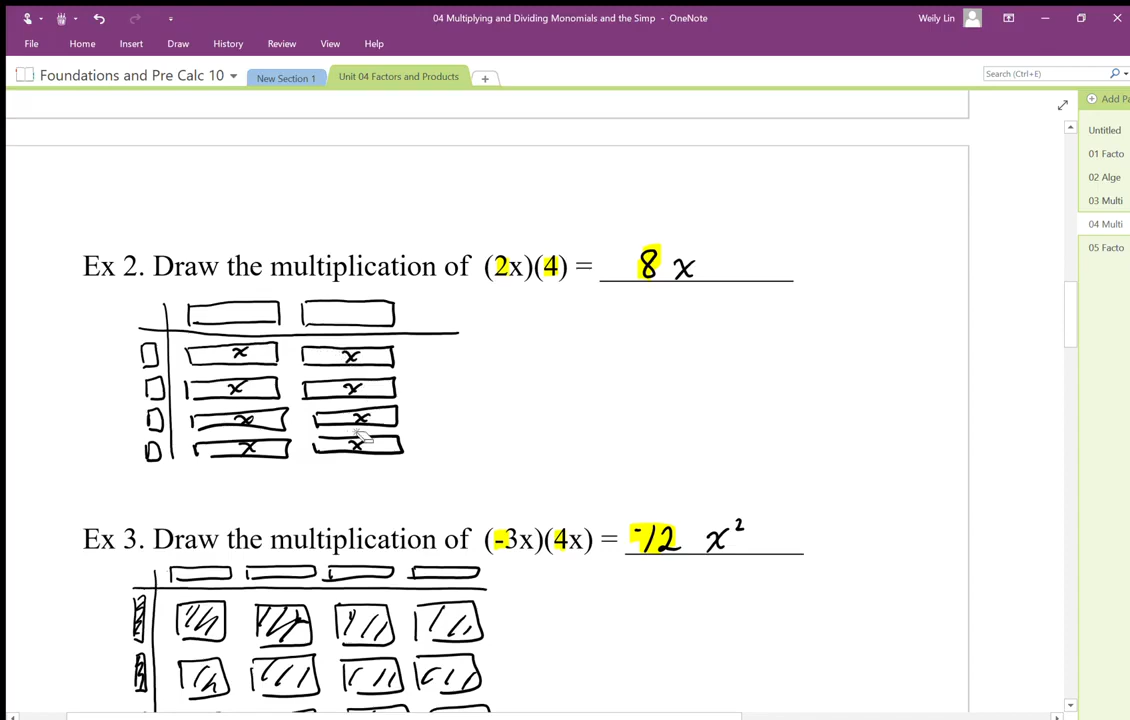 04 Multiplying and Dividing Monomials and the Simp - OneNote
Weily Lin
File Home Insert Draw History Review View Help
Foundations and Pre Calc 10
New Section 1
Unit 04 Factors and Products
Search (Ctrl+E)
Add Pa
Untitled
01 Facto
02 Alge
03 Multi
04 Multi
05 Facto
Ex 2. Draw the multiplication of (2x)(4) = 8 x
x x
x x
x x
x x
Ex 3. Draw the multiplication of (-3x)(4x) = -12 x²